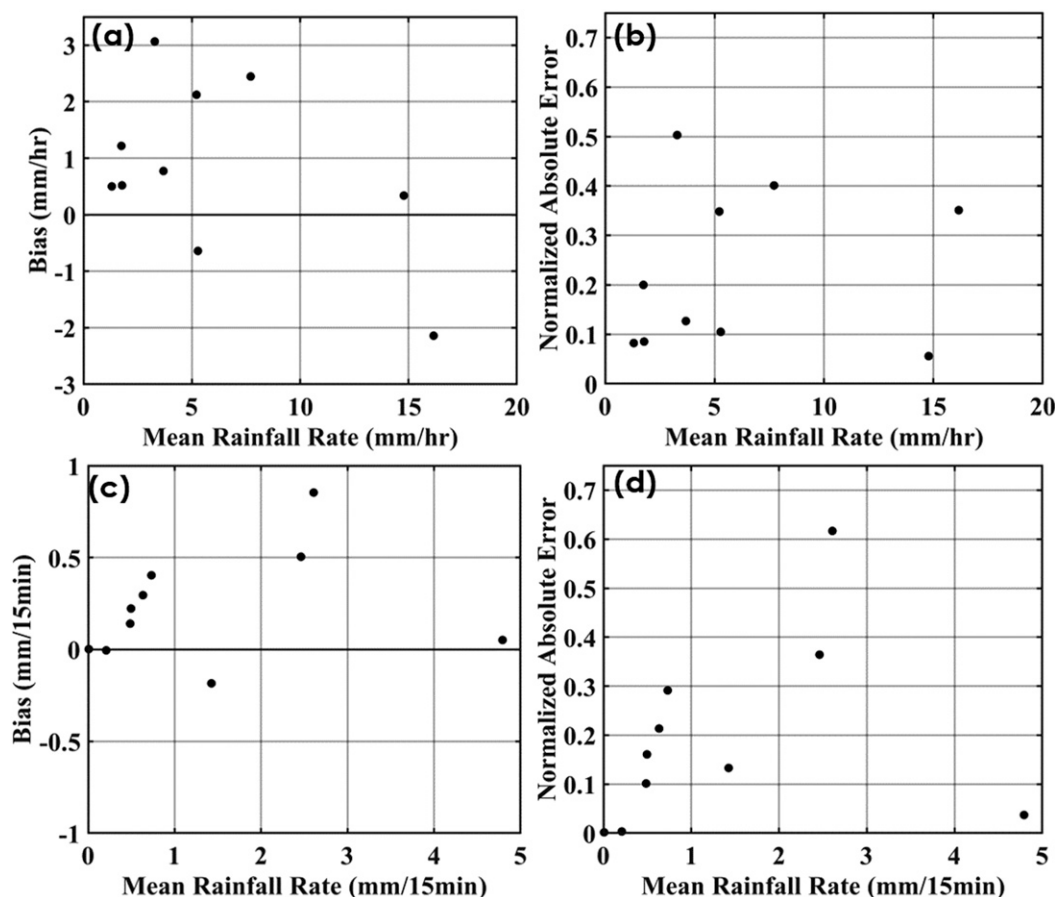 (a)
3
2
1
0
-1
-2
-3
Bias (mm/hr)
0 5 10 15 20
Mean Rainfall Rate (mm/hr)
(b)
0.7
0.6
0.5
0.4
0.3
0.2
0.1
0
Normalized Absolute Error
0 5 10 15 20
Mean Rainfall Rate (mm/hr)
(c)
1
0.5
0
-0.5
-1
Bias (mm/15min)
0 1 2 3 4 5
Mean Rainfall Rate (mm/15min)
(d)
0.7
0.6
0.5
0.4
0.3
0.2
0.1
0
Normalized Absolute Error
0 1 2 3 4 5
Mean Rainfall Rate (mm/15min)